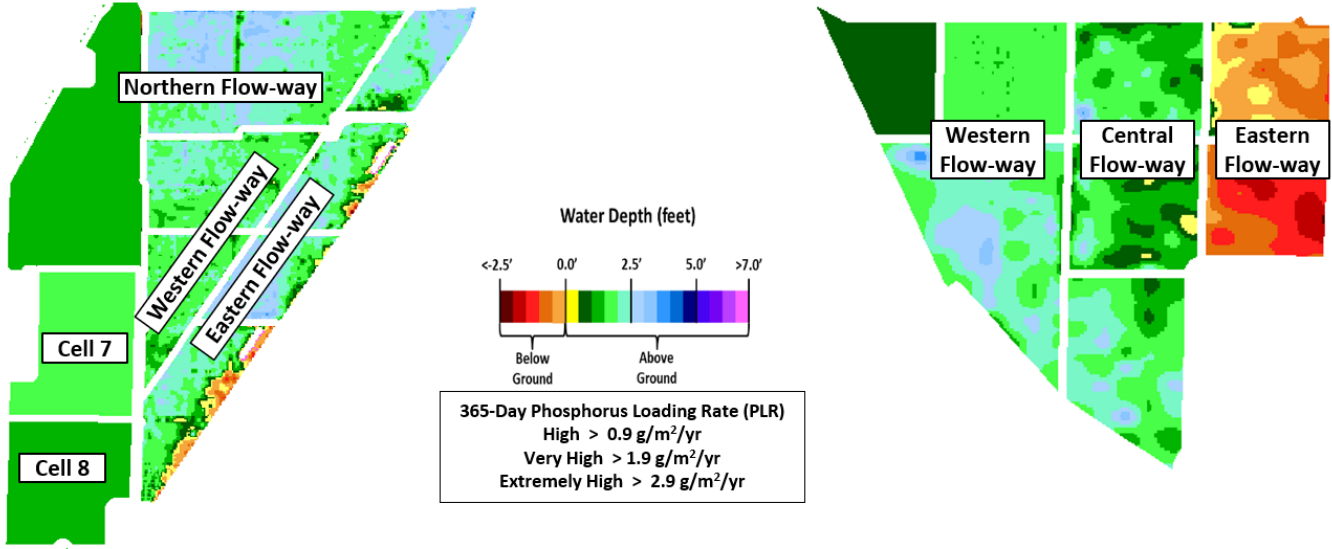 Northern Flow-way
Western Flow-way
Eastern Flow-way
Cell 7
Cell 8
Water Depth (feet)
<-2.5' 0.0' 2.5' 5.0' >7.0'
Below
Ground
Above
Ground
365-Day Phosphorus Loading Rate (PLR)
High > 0.9 g/m²/yr
Very High > 1.9 g/m²/yr
Extremely High > 2.9 g/m²/yr
Western
Flow-way
Central
Flow-way
Eastern
Flow-way